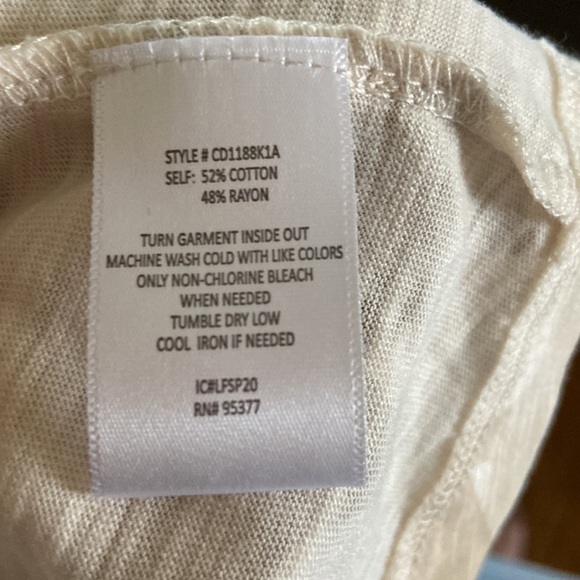 STYLE # CD1188K1A
SELF: 52% COTTON
48% RAYON
TURN GARMENT INSIDE OUT
MACHINE WASH COLD WITH LIKE COLORS
ONLY NON-CHLORINE BLEACH
WHEN NEEDED
TUMBLE DRY LOW
COOL IRON IF NEEDED
IC#LFSP20
RN# 95377